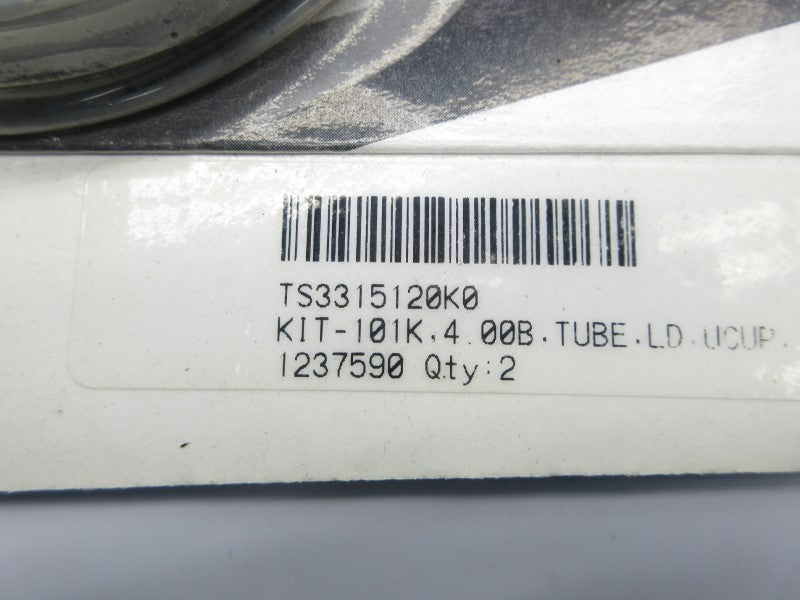 TS3315120K0
KIT-101K,4.00B,TUBE,LD,UCUP,
1237590 Qty:2